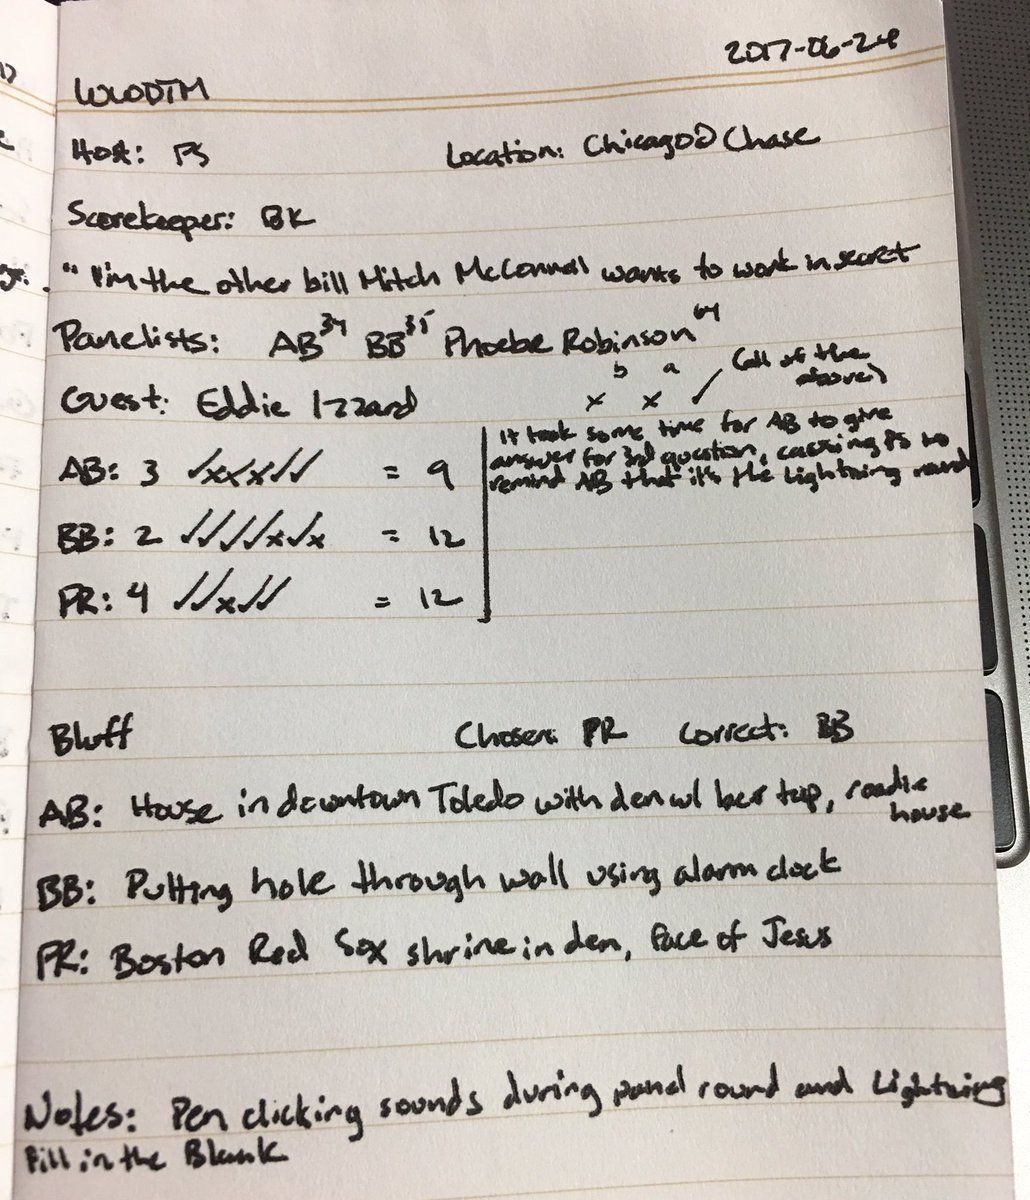 2017-06-24
WWDTM
Host: PS Location: Chicago @ Chase
Scorekeeper: BK
"I'm the other bill Mitch McConnell wants to work in secret
Panelists: AB 34 BB 35 Phoebe Robinson 64
Guest: Eddie Izzard x b x a ✓ (all of the above)
AB: 3 ✓xxx✓✓ = 9
BB: 2 ✓✓✓✓x✓x = 12
PR: 4 ✓✓x✓✓ = 12
It took some time for AB to give
answer for 3rd question, causing PS to
remind AB that it's the Lightning round
Bluff Chosen: PR Correct: BB
AB: House in downtown Toledo with den w/ bar top, roadie
house
BB: Putting hole through wall using alarm clock
PR: Boston Red Sox shrine in den, face of Jesus
Notes: Pen clicking sounds during panel round and Lightning
Fill in the Blank